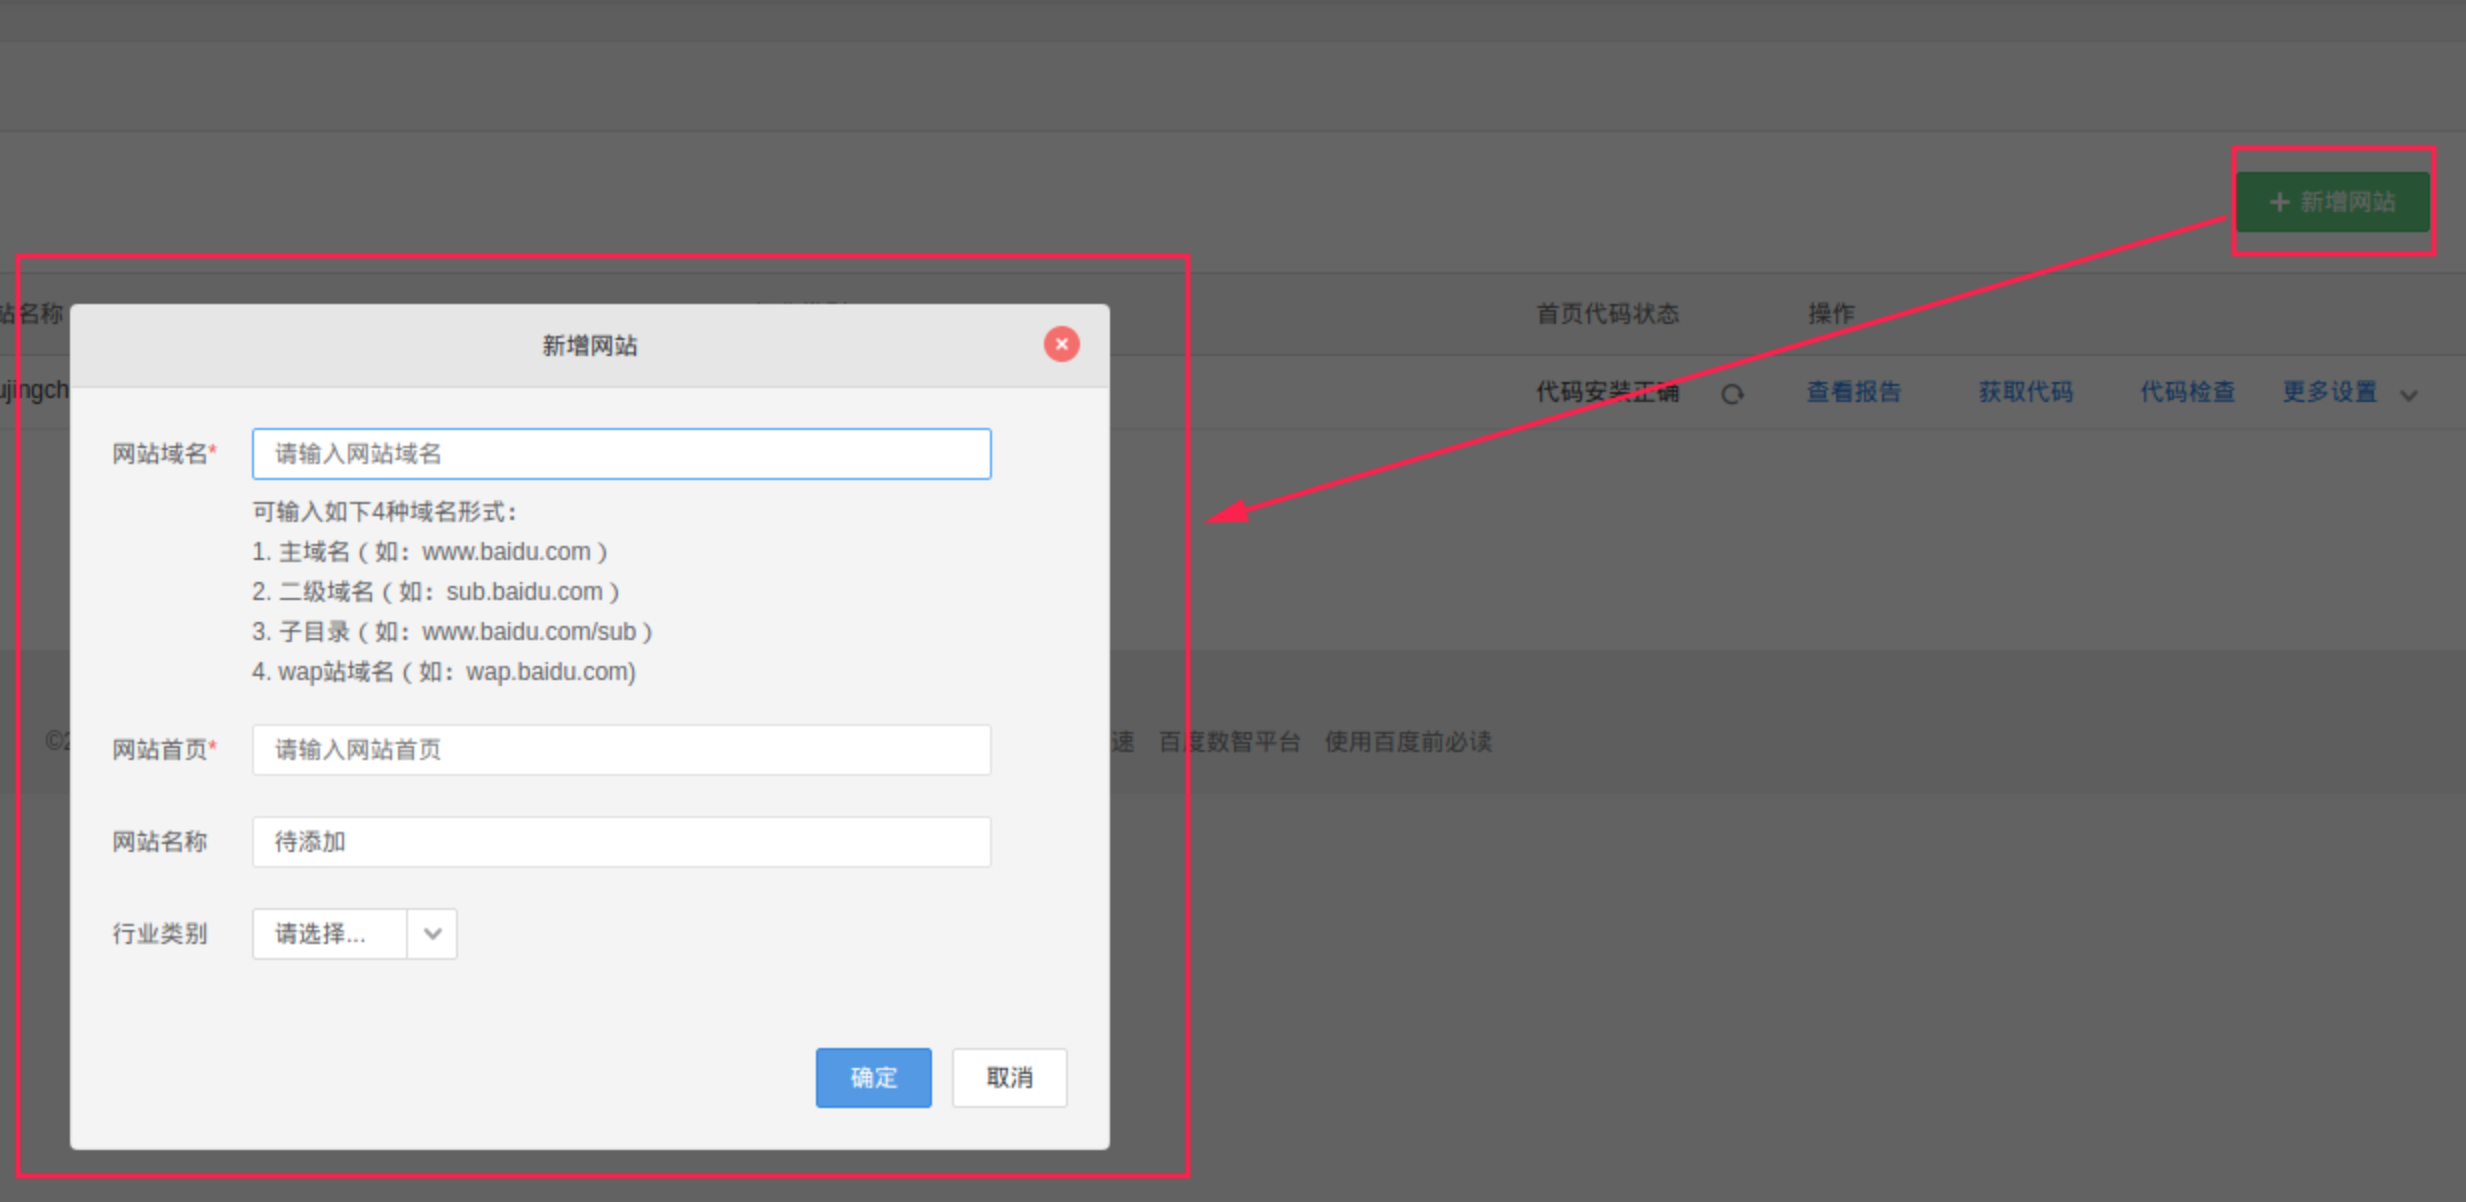 + 新增网站
站名称
首页代码状态
操作
新增网站
ujingch
代码安装正确
查看报告
获取代码
代码检查
更多设置
网站域名*
请输入网站域名
可输入如下4种域名形式：
1. 主域名（如：www.baidu.com）
2. 二级域名（如：sub.baidu.com）
3. 子目录（如：www.baidu.com/sub）
4. wap站域名（如：wap.baidu.com)
网站首页*
请输入网站首页
©2
速
百度数智平台
使用百度前必读
网站名称
待添加
行业类别
请选择...
确定
取消